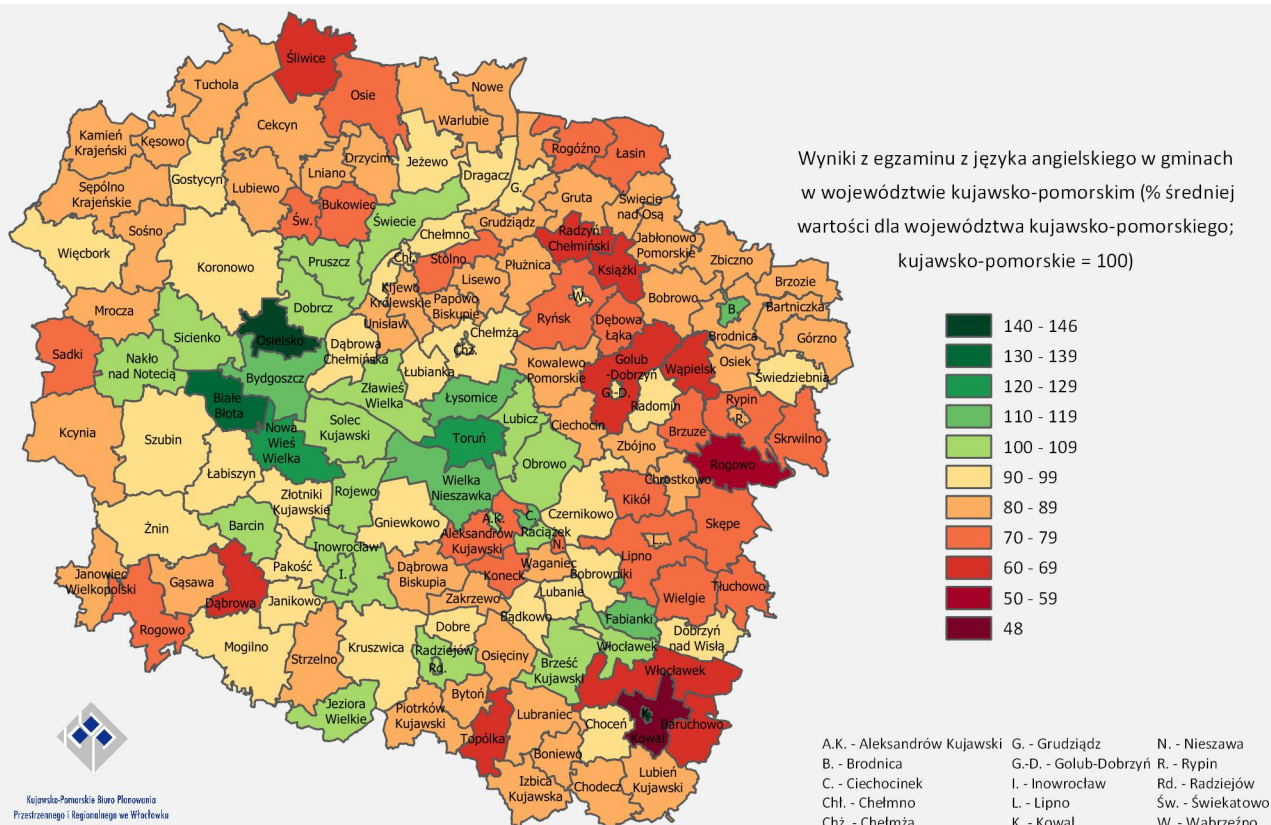 Śliwice
Tuchola
Osie
Nowe
Cekcyn
Warlubie
Kamień
Krajeński
Kęsowo
Rogóźno
Łasin
Drzycim
Jeżewo
Gostycyn
Lniano
Dragacz
G.
Sępólno
Krajeńskie
Lubiewo
Gruta
Święcie
nad Osą
Bukowiec
Św.
Świecie
Grudziądz
Sośno
Chełmno
Radzyń
Chełmiński
Jabłonowo
Pomorskie
Więcbork
Koronowo
Pruszcz
Chł.
Stolno
Płużnica
Książki
Zbiczno
Lisewo
Brzozie
Kijewo
Królewskie
Papowo
Biskupie
W.
Bobrowo
Bartniczka
Mrocza
Dobrcz
Unisław
Ryńsk
Dębowa
Łąka
B.
Brodnica
Górzno
Sicienko
Osielsko
Dąbrowa
Chełmińska
Chełmża
Chż.
Sadki
Nakło
nad Notecią
Łubianka
Kowalewo
Pomorskie
Golub
-Dobrzyń
G.-D.
Wąpielsk
Osiek
Świedziebnia
Bydgoszcz
Zławieś
Wielka
Białe
Błota
Łysomice
Radomin
Rypin
R.
Kcynia
Szubin
Nowa
Wieś
Wielka
Solec
Kujawski
Toruń
Lubicz
Ciechocin
Zbójno
Brzuze
Skrwilno
Łabiszyn
Obrowo
Rogowo
Złotniki
Kujawskie
Rojewo
Wielka
Nieszawka
Chrostkowo
Kikół
Żnin
Barcin
Gniewkowo
A.K.
Aleksandrów
Kujawski
C.
Raciążek
Czernikowo
Skępe
N.
L.
Lipno
Inowrocław
I.
Pakość
Dąbrowa
Biskupia
Koneck
Waganiec
Bobrowniki
Janowiec
Wielkopolski
Gąsawa
Dąbrowa
Janikowo
Zakrzewo
Lubanie
Wielgie
Tłuchowo
Rogowo
Bądkowo
Fabianki
Dobre
Mogilno
Strzelno
Kruszwica
Radziejów
Rd.
Osięciny
Włocławek
Dobrzyń
nad Wisłą
Brześć
Kujawski
Włocławek
Jeziora
Wielkie
Piotrków
Kujawski
Bytoń
Topólka
Lubraniec
Choceń
K.
Kowal
Baruchowo
Boniewo
Izbica
Kujawska
Chodecz
Lubień
Kujawski
Wyniki z egzaminu z języka angielskiego w gminach
w województwie kujawsko-pomorskim (% średniej
wartości dla województwa kujawsko-pomorskiego;
kujawsko-pomorskie = 100)
140 - 146
130 - 139
120 - 129
110 - 119
100 - 109
90 - 99
80 - 89
70 - 79
60 - 69
50 - 59
48
A.K. - Aleksandrów Kujawski G. - Grudziądz N. - Nieszawa
B. - Brodnica G.-D. - Golub-Dobrzyń R. - Rypin
C. - Ciechocinek I. - Inowrocław Rd. - Radziejów
Chł. - Chełmno L. - Lipno Św. - Świekatowo
Chż. - Chełmża K. - Kowal W. - Wąbrzeźno
Kujawsko-Pomorskie Biuro Planowania
Przestrzennego i Regionalnego we Włocławku